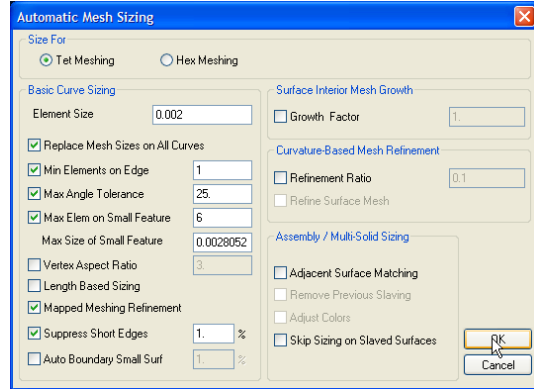 Automatic Mesh Sizing
Size For
Tet Meshing
Hex Meshing
Basic Curve Sizing
Element Size
0.002
Replace Mesh Sizes on All Curves
Min Elements on Edge
1
Max Angle Tolerance
25.
Max Elem on Small Feature
6
Max Size of Small Feature
0.0028052
Vertex Aspect Ratio
3.
Length Based Sizing
Mapped Meshing Refinement
Suppress Short Edges
1.
%
Auto Boundary Small Surf
1.
%
Surface Interior Mesh Growth
Growth Factor
1.
Curvature-Based Mesh Refinement
Refinement Ratio
0.1
Refine Surface Mesh
Assembly / Multi-Solid Sizing
Adjacent Surface Matching
Remove Previous Slaving
Adjust Colors
Skip Sizing on Slaved Surfaces
OK
Cancel